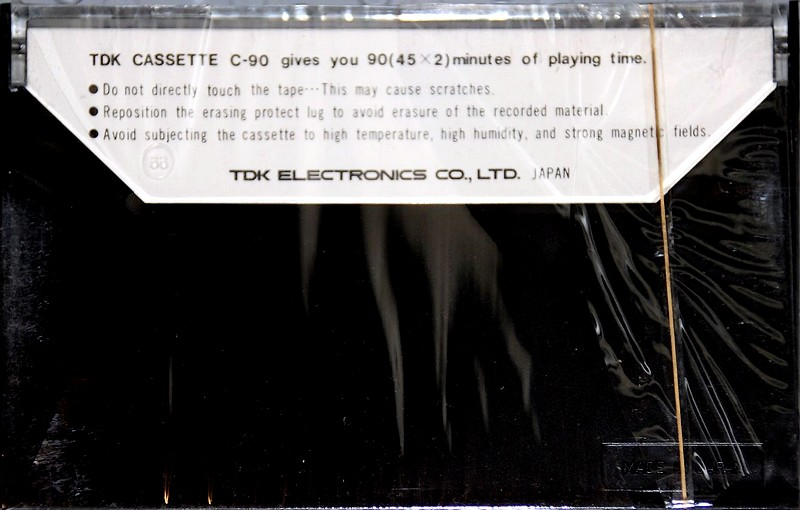 TDK CASSETTE C-90 gives you 90(45×2)minutes of playing time.
●Do not directly touch the tape···This may cause scratches.
●Reposition the erasing protect lug to avoid erasure of the recorded material.
●Avoid subjecting the cassette to high temperature, high humidity, and strong magnetic fields.
TDK ELECTRONICS CO., LTD. JAPAN
MADE